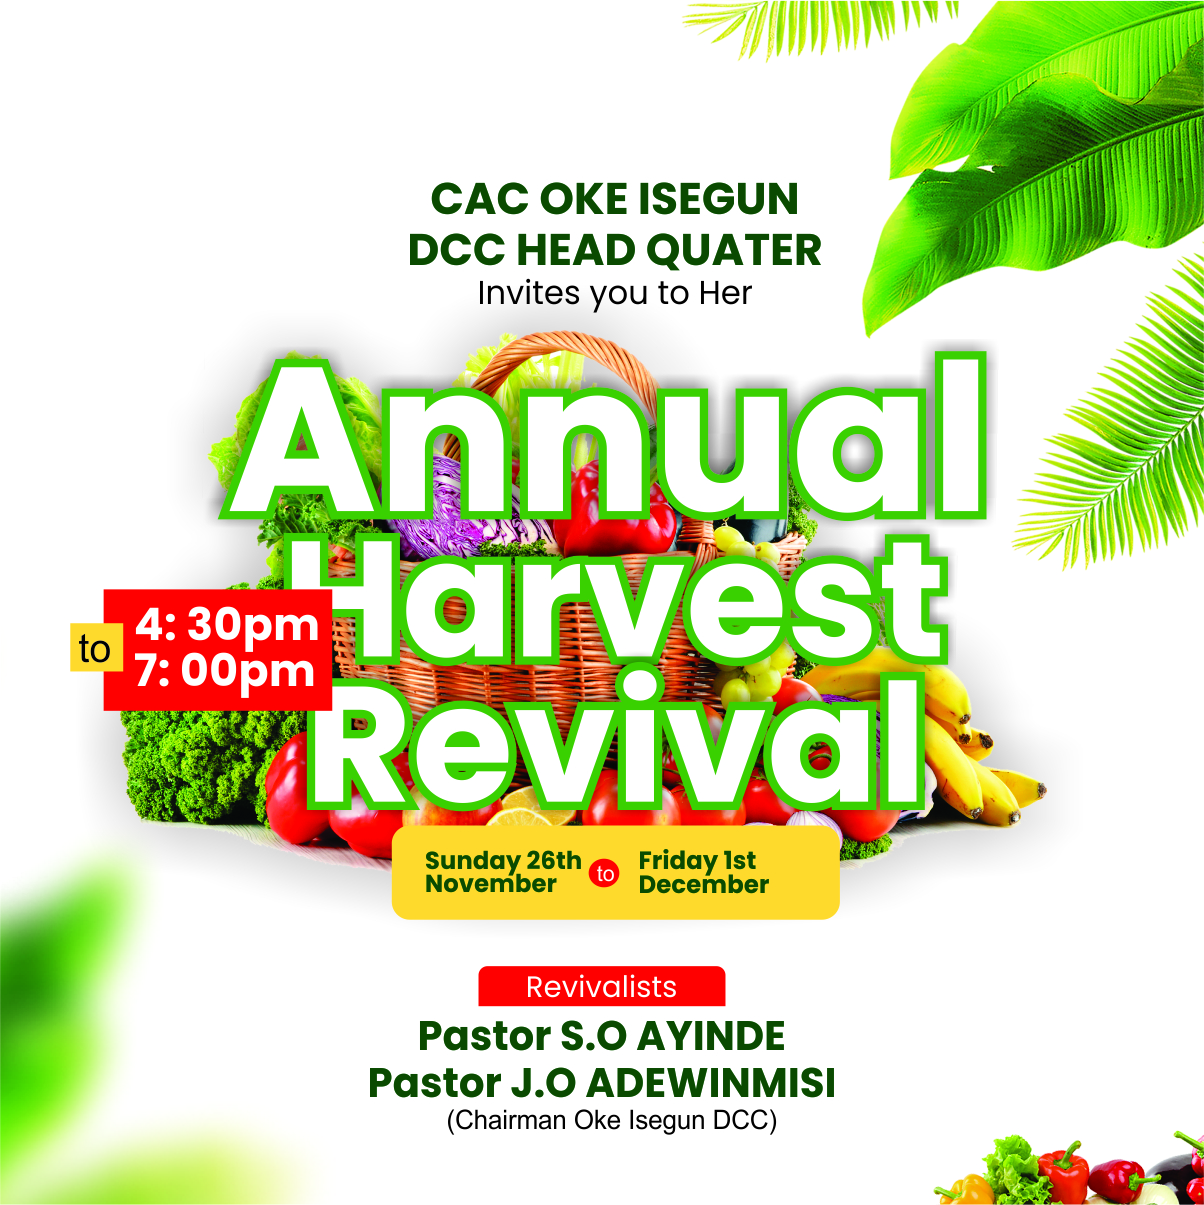 CAC OKE ISEGUN
DCC HEAD QUATER
Invites you to Her
Annual
Harvest
Revival
4: 30pm
to
7: 00pm
Sunday 26th
November
to
Friday 1st
December
Revivalists
Pastor S.O AYINDE
Pastor J.O ADEWINMISI
(Chairman Oke Isegun DCC)